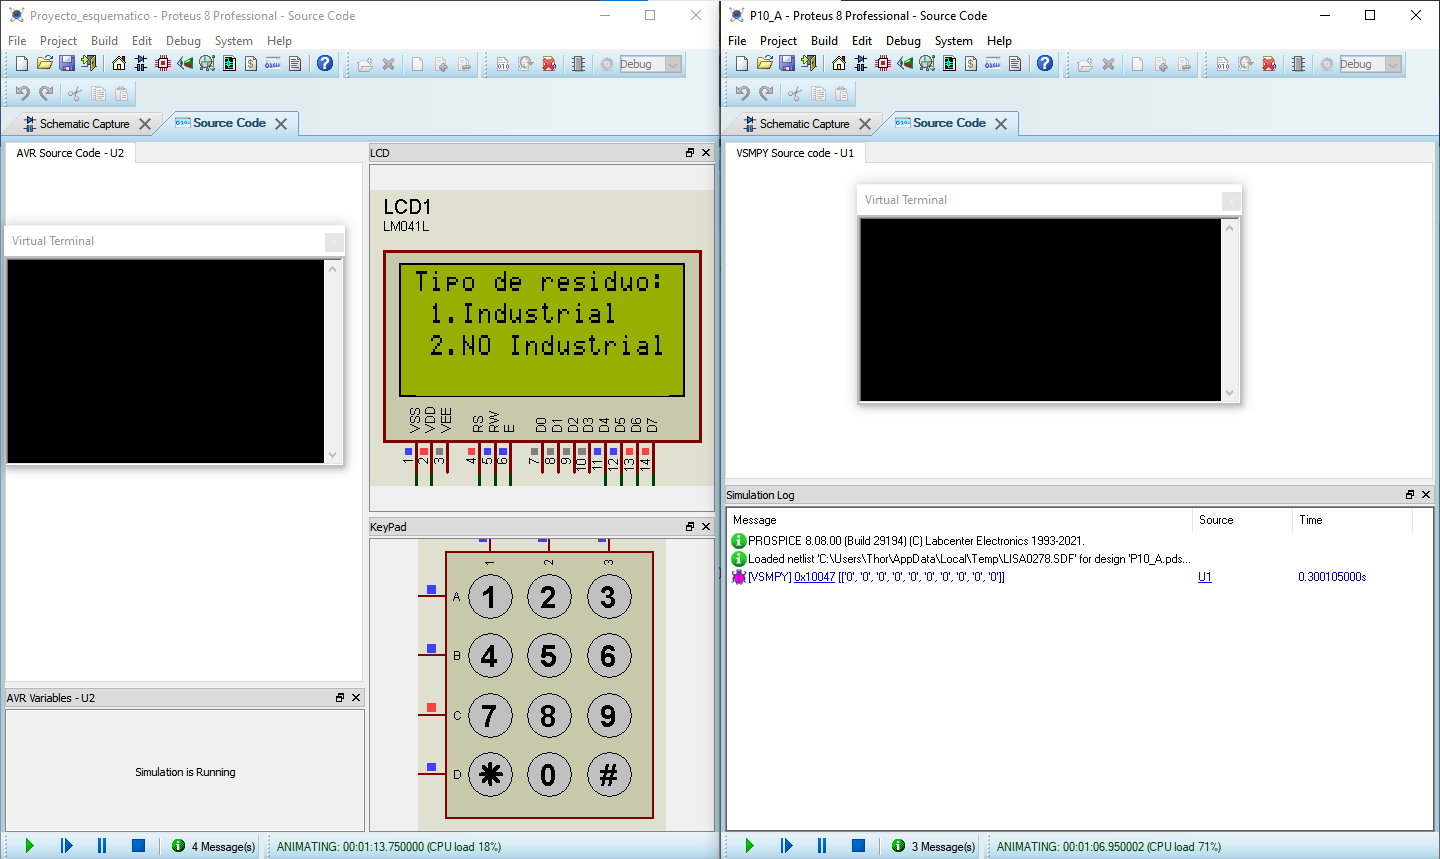 Proyecto_esquematico - Proteus 8 Professional - Source Code
File Project Build Edit Debug System Help
Debug
Schematic Capture
Source Code
AVR Source Code - U2
Virtual Terminal
LCD
LCD1
LM041L
Tipo de residuo:
1.Industrial
2.NO Industrial
VSS VDD VEE RS RW E D0 D1 D2 D3 D4 D5 D6 D7
1 2 3 4 5 6 7 8 9 10 11 12 13 14
KeyPad
1 2 3
A 1 2 3
B 4 5 6
C 7 8 9
D * 0 #
AVR Variables - U2
Simulation is Running
4 Message(s)
ANIMATING: 00:01:13.750000 (CPU load 18%)
P10_A - Proteus 8 Professional - Source Code
File Project Build Edit Debug System Help
Debug
Schematic Capture
Source Code
VSMPY Source code - U1
Virtual Terminal
Simulation Log
Message Source Time
PROSPICE 8.08.00 (Build 29194) (C) Labcenter Electronics 1993-2021.
Loaded netlist 'C:\Users\Thor\AppData\Local\Temp\LISA0278.SDF' for design 'P10_A.pds...
[VSMPY] 0x10047 [['0', '0', '0', '0', '0', '0', '0', '0', '0', '0']] U1 0.300105000s
3 Message(s)
ANIMATING: 00:01:06.950002 (CPU load 71%)